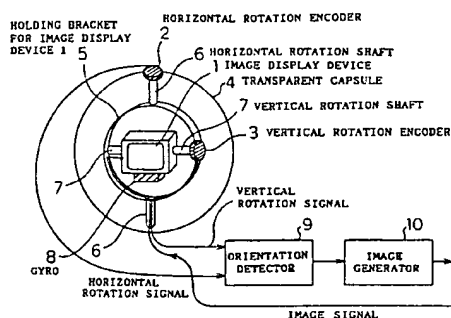 HORIZONTAL ROTATION ENCODER
HOLDING BRACKET
FOR IMAGE DISPLAY
DEVICE 1
2
5
6 HORIZONTAL ROTATION SHAFT
1 IMAGE DISPLAY DEVICE
4 TRANSPARENT CAPSULE
7 VERTICAL ROTATION SHAFT
3 VERTICAL ROTATION ENCODER
7
8
GYRO
6
VERTICAL
ROTATION SIGNAL
9
10
ORIENTATION
DETECTOR
IMAGE
GENERATOR
HORIZONTAL
ROTATION SIGNAL
IMAGE SIGNAL